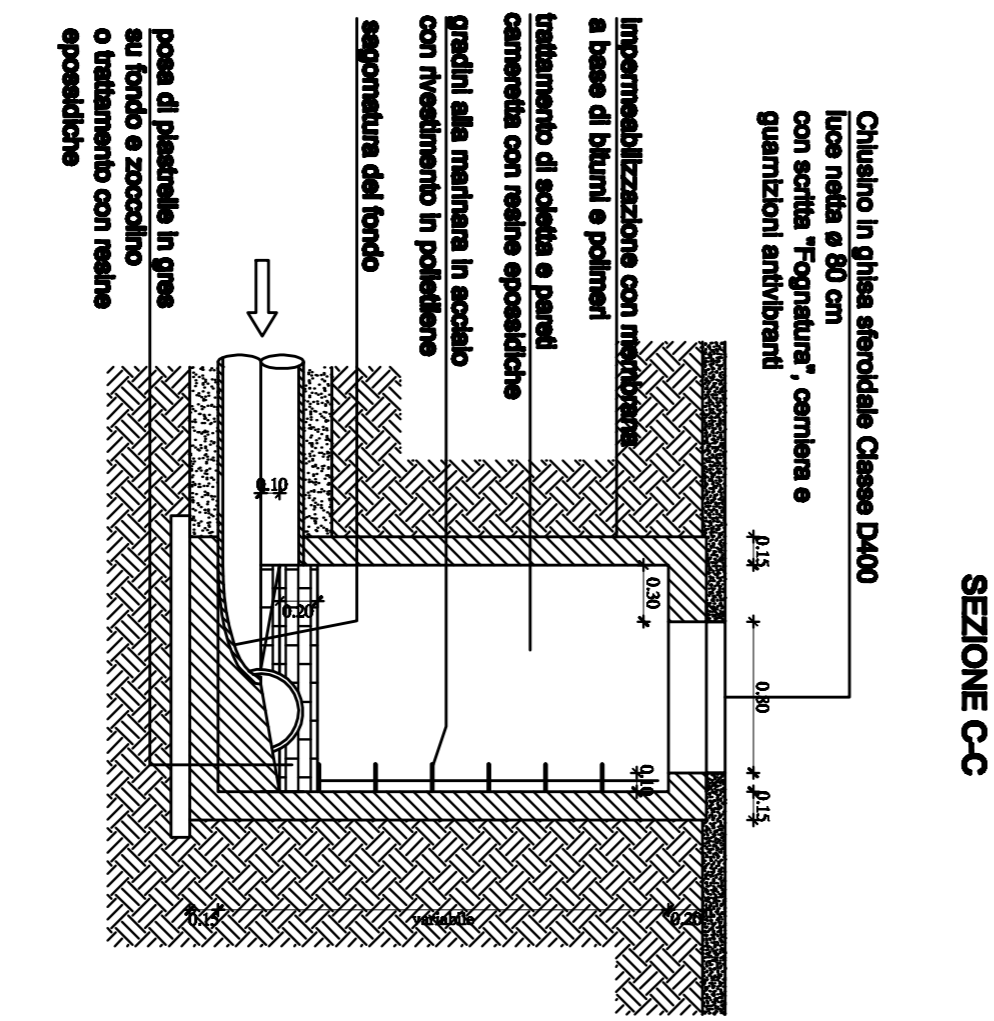 SEZIONE C-C
Chiusino in ghisa sferoidale Classe D400
luce netta ø 80 cm
con scritta "Fognatura", cerniera e
guarnizioni antivibranti
impermeabilizzazione con membrana
a base di bitumi e polimeri
trattamento di soletta e pareti
cameretta con resine epossidiche
gradini alla marinara in acciaio
con rivestimento in polietilene
sagomatura del fondo
posa di piastrelle in gres
su fondo e zoccolino
o trattamento con resine
epossidiche
0.15
0.80
0.15
0.30
0.10
0.20
0.10
0.15
variabile
0.20